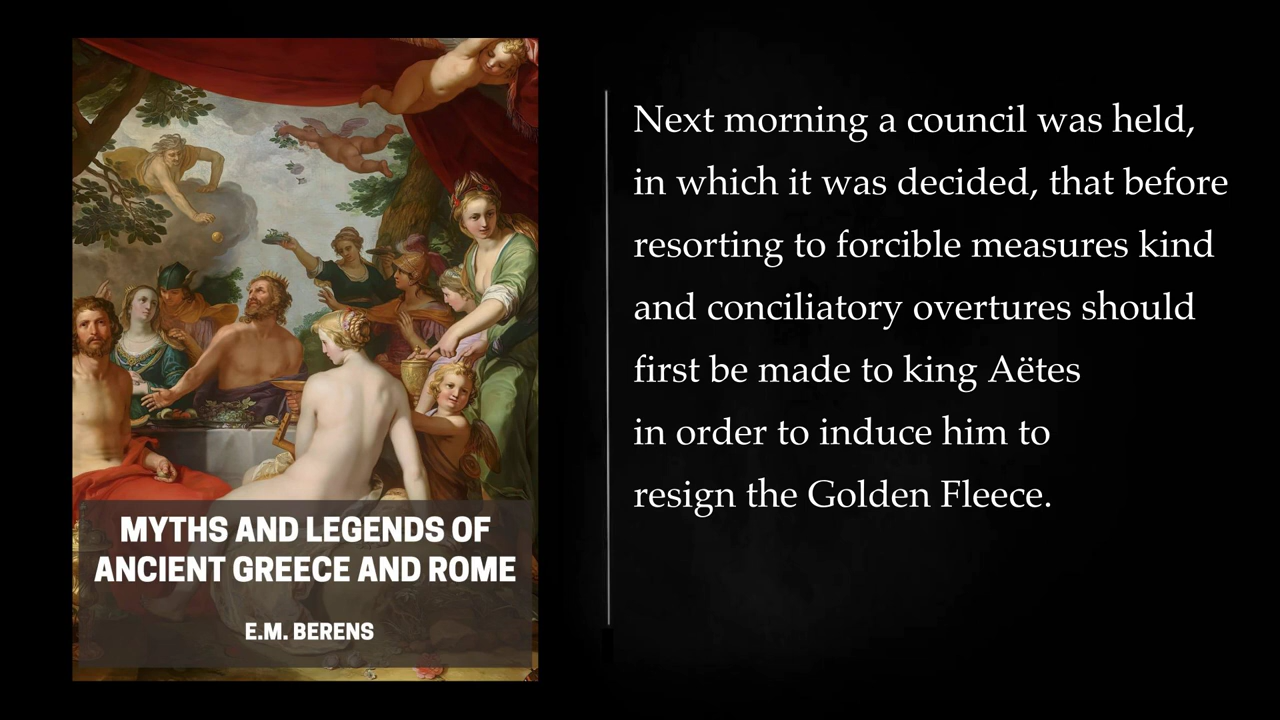 MYTHS AND LEGENDS OF
ANCIENT GREECE AND ROME
E.M. BERENS
Next morning a council was held,
in which it was decided, that before
resorting to forcible measures kind
and conciliatory overtures should
first be made to king Aëtes
in order to induce him to
resign the Golden Fleece.